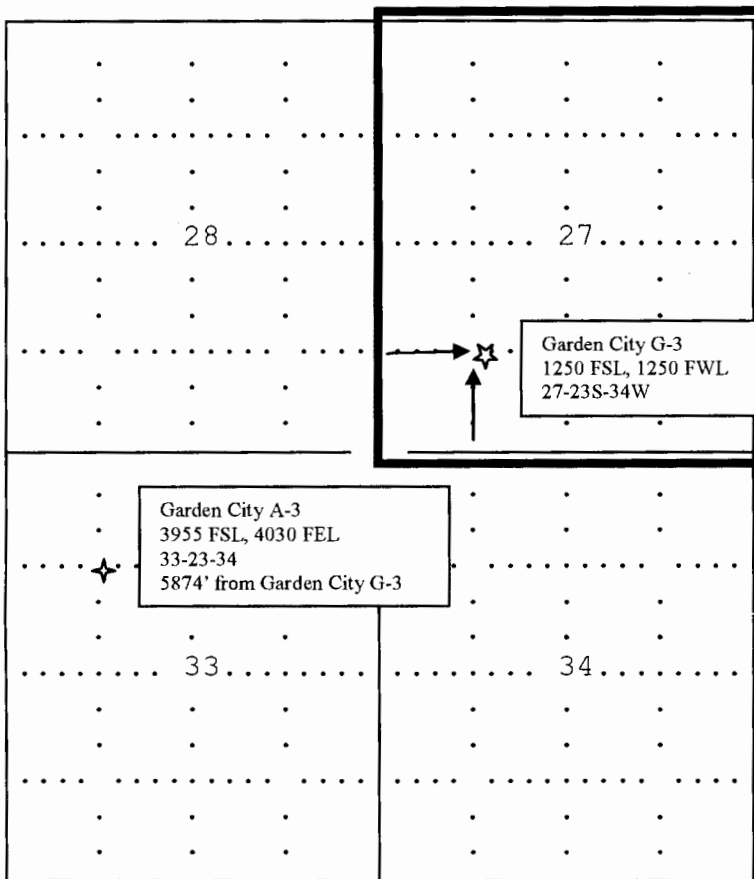 28
27
Garden City G-3
1250 FSL, 1250 FWL
27-23S-34W
Garden City A-3
3955 FSL, 4030 FEL
33-23-34
5874' from Garden City G-3
33
34